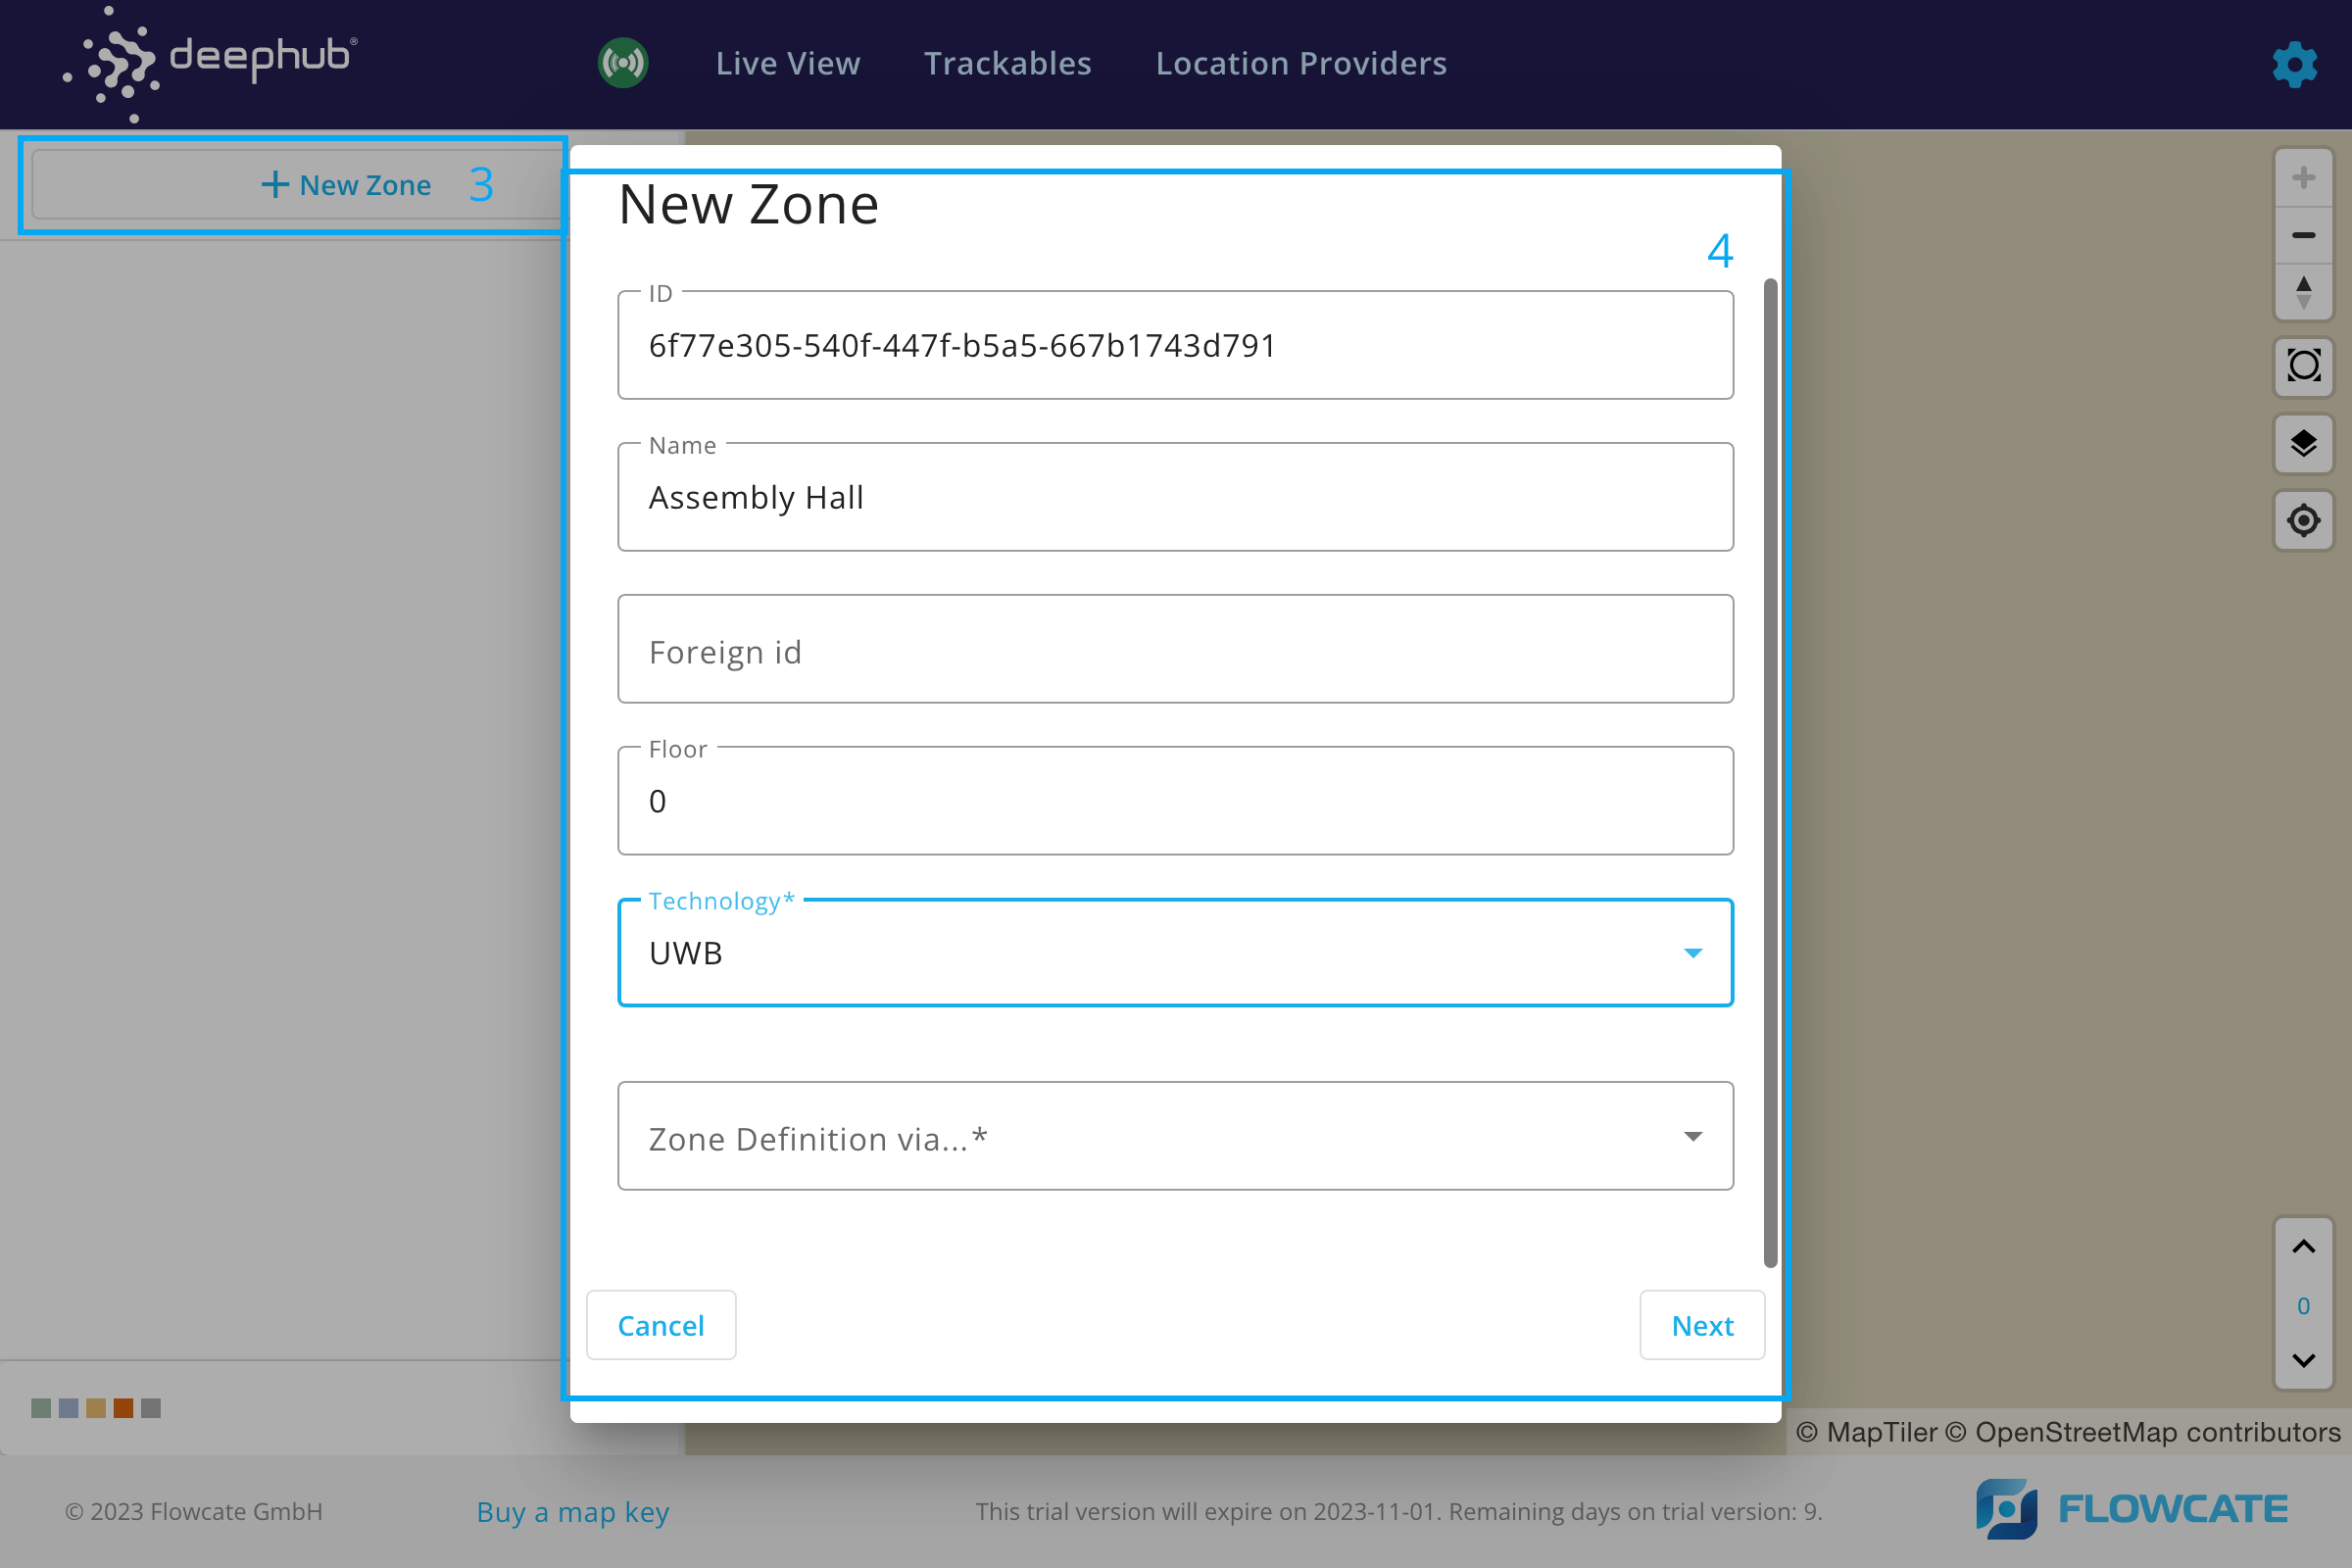 deephub®
Live View
Trackables
Location Providers
+ New Zone
3
New Zone
4
ID
6f77e305-540f-447f-b5a5-667b1743d791
Name
Assembly Hall
Foreign id
Floor
0
Technology*
UWB
Zone Definition via...*
Cancel
Next
0
© MapTiler © OpenStreetMap contributors
© 2023 Flowcate GmbH
Buy a map key
This trial version will expire on 2023-11-01. Remaining days on trial version: 9.
FLOWCATE